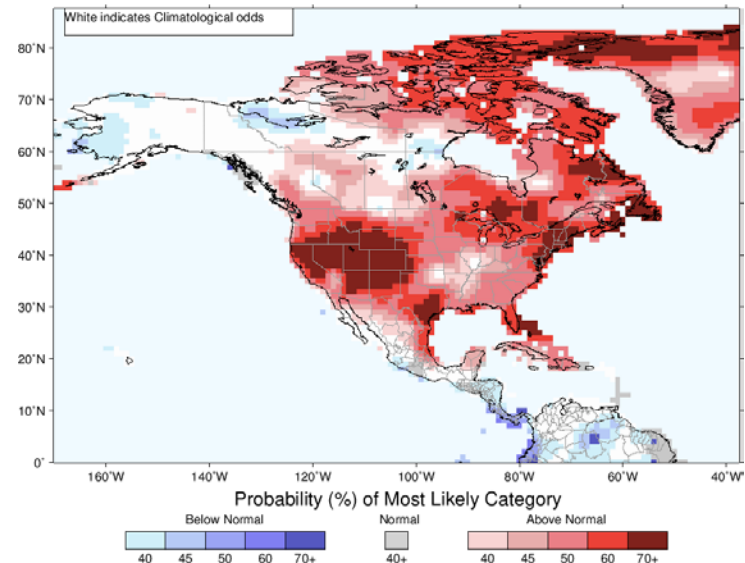 White indicates Climatological odds
80°N
70°N
60°N
50°N
40°N
30°N
20°N
10°N
0°
160°W 140°W 120°W 100°W 80°W 60°W 40°W
Probability (%) of Most Likely Category
Below Normal Normal Above Normal
40 45 50 60 70+ 40+ 40 45 50 60 70+